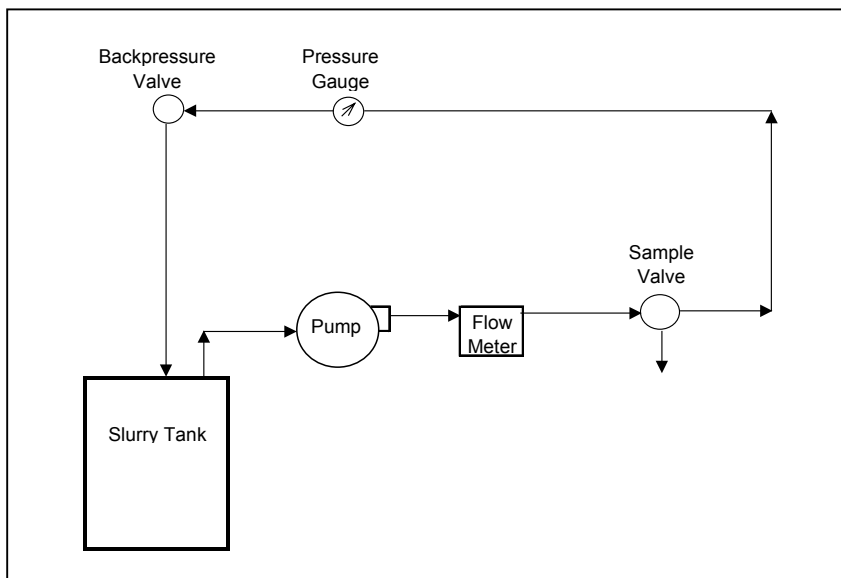 Backpressure
Valve
Pressure
Gauge
Sample
Valve
Pump
Flow
Meter
Slurry Tank